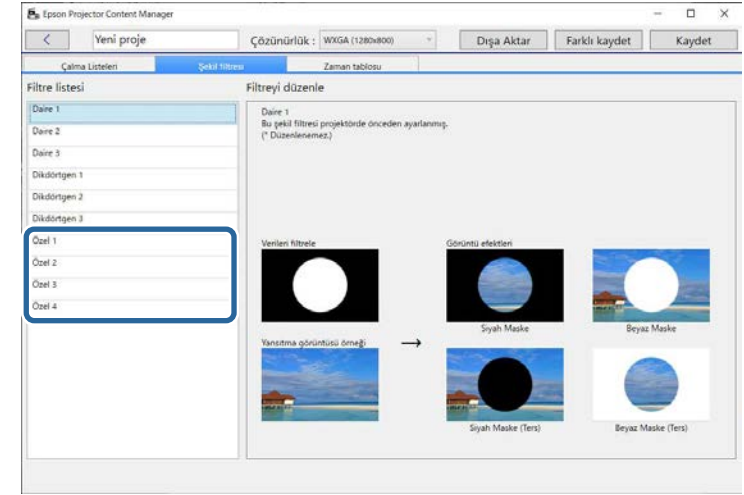 Epson Projector Content Manager
Yeni proje
Çözünürlük : WXGA (1280x800)
Dışa Aktar
Farklı kaydet
Kaydet
Çalma Listeleri
Şekil filtresi
Zaman tablosu
Filtre listesi
Daire 1
Daire 2
Daire 3
Dikdörtgen 1
Dikdörtgen 2
Dikdörtgen 3
Özel 1
Özel 2
Özel 3
Özel 4
Filtreyi düzenle
Daire 1
Bu şekil filtresi projektörde önceden ayarlanmış.
(* Düzenlenemez.)
Verileri filtrele
Görüntü efektleri
Siyah Maske
Beyaz Maske
Yansıtma görüntüsü örneği
→
Siyah Maske (Ters)
Beyaz Maske (Ters)